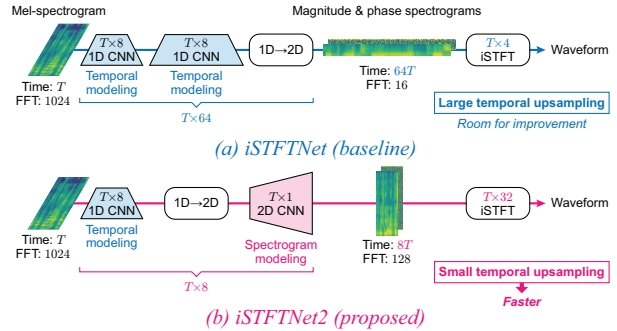 Mel-spectrogram
Magnitude & phase spectrograms
T×8
1D CNN
T×8
1D CNN
1D→2D
T×4
iSTFT
Waveform
Time: T
FFT: 1024
Temporal
modeling
Temporal
modeling
Time: 64T
FFT: 16
T×64
Large temporal upsampling
Room for improvement
(a) iSTFTNet (baseline)
T×8
1D CNN
1D→2D
T×1
2D CNN
T×32
iSTFT
Waveform
Time: T
FFT: 1024
Temporal
modeling
Spectrogram
modeling
Time: 8T
FFT: 128
T×8
Small temporal upsampling
Faster
(b) iSTFTNet2 (proposed)